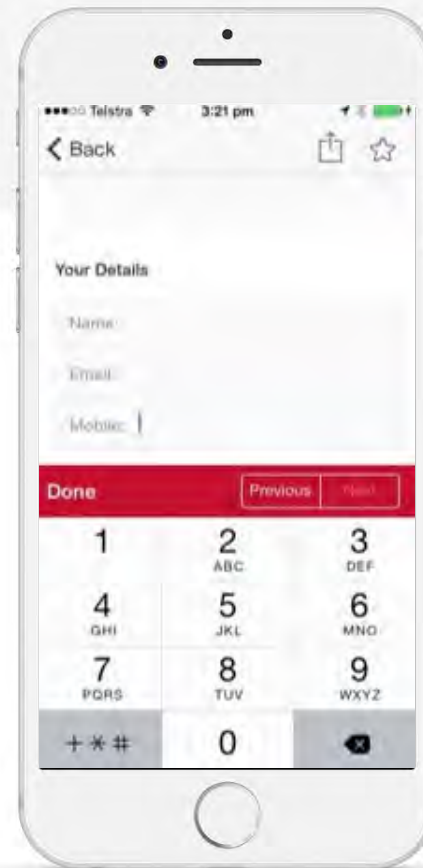 Telstra 3:21 pm
Back
Your Details
Name:
Email:
Mobile:
Done Previous Next
1 2 3
ABC DEF
4 5 6
GHI JKL MNO
7 8 9
PQRS TUV WXYZ
+ * # 0